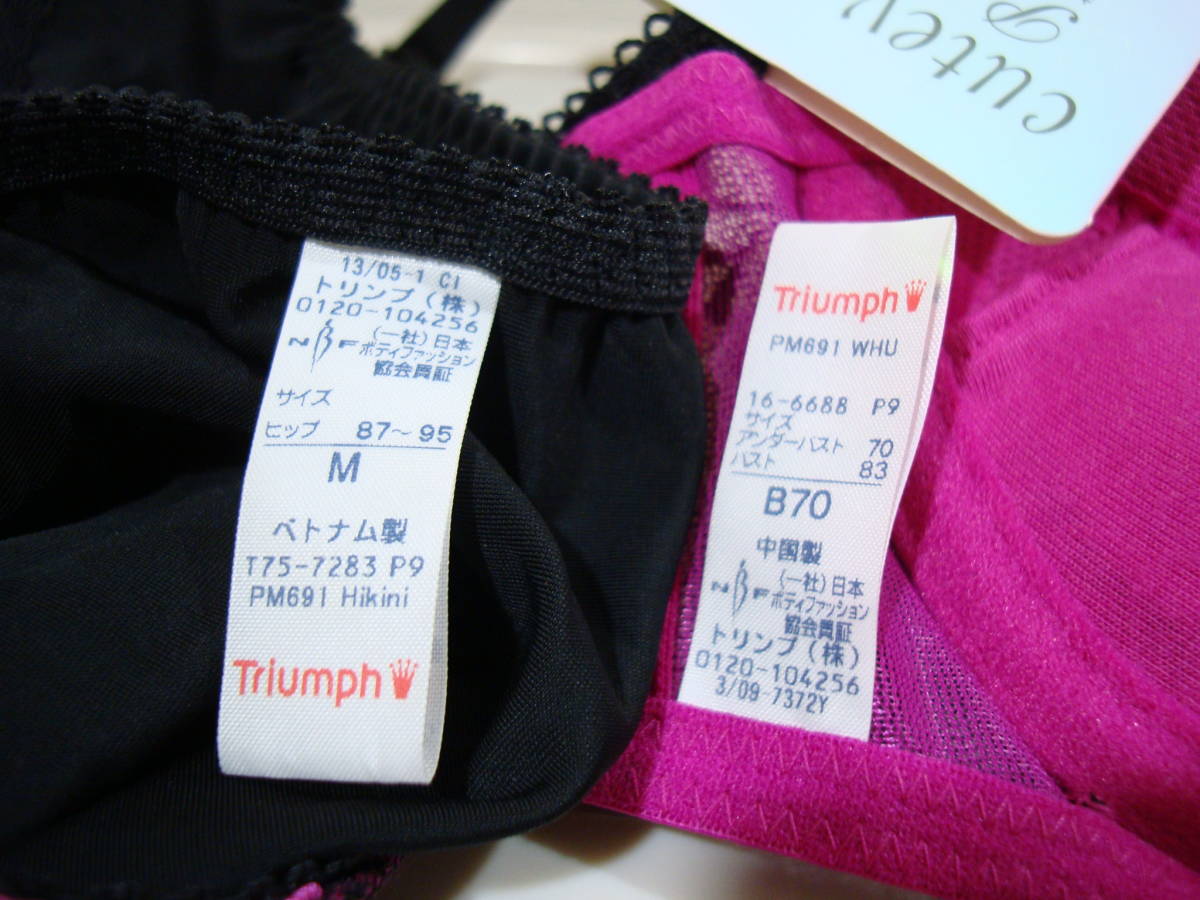 13/05-1 CI
トリンプ(株)
0120-104256
NBF (一社)日本
ボディファッション
協会員証
サイズ
ヒップ 87~95
M
ベトナム製
T75-7283 P9
PM691 Hikini
Triumph
Triumph
PM691 WHU
16-668B P9
サイズ
アンダーバスト 70
バスト 83
B70
中国製
NBF (一社)日本
ボディファッション
協会員証
トリンプ(株)
0120-104256
3/09-7372Y
cutey
P